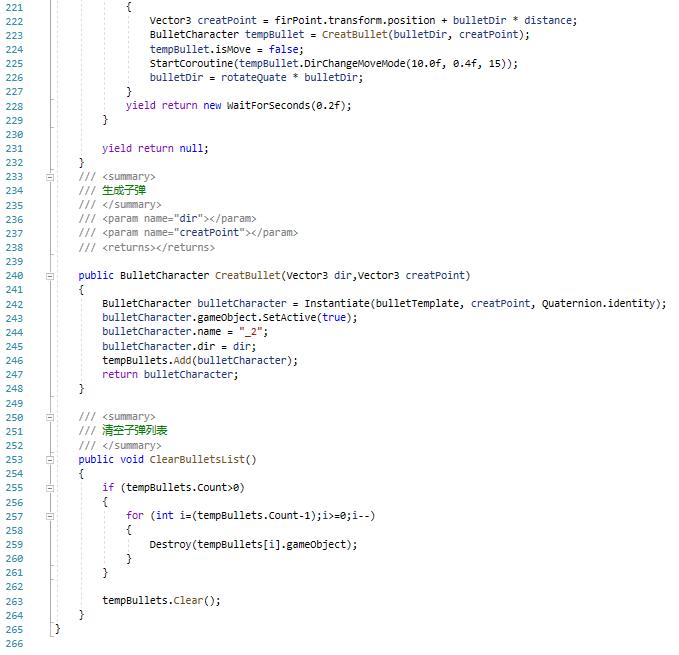 221 {
222 Vector3 creatPoint = firPoint.transform.position + bulletDir * distance;
223 BulletCharacter tempBullet = CreatBullet(bulletDir, creatPoint);
224 tempBullet.isMove = false;
225 StartCoroutine(tempBullet.DirChangeMoveMode(10.0f, 0.4f, 15));
226 bulletDir = rotateQuate * bulletDir;
227 }
228 yield return new WaitForSeconds(0.2f);
229 }
230
231 yield return null;
232 }
233 /// <summary>
234 /// 生成子弹
235 /// </summary>
236 /// <param name="dir"></param>
237 /// <param name="creatPoint"></param>
238 /// <returns></returns>
239
240 public BulletCharacter CreatBullet(Vector3 dir,Vector3 creatPoint)
241 {
242 BulletCharacter bulletCharacter = Instantiate(bulletTemplate, creatPoint, Quaternion.identity);
243 bulletCharacter.gameObject.SetActive(true);
244 bulletCharacter.name = "_2";
245 bulletCharacter.dir = dir;
246 tempBullets.Add(bulletCharacter);
247 return bulletCharacter;
248 }
249
250 /// <summary>
251 /// 清空子弹列表
252 /// </summary>
253 public void ClearBulletsList()
254 {
255 if (tempBullets.Count>0)
256 {
257 for (int i=(tempBullets.Count-1);i>=0;i--)
258 {
259 Destroy(tempBullets[i].gameObject);
260 }
261 }
262
263 tempBullets.Clear();
264 }
265 }
266